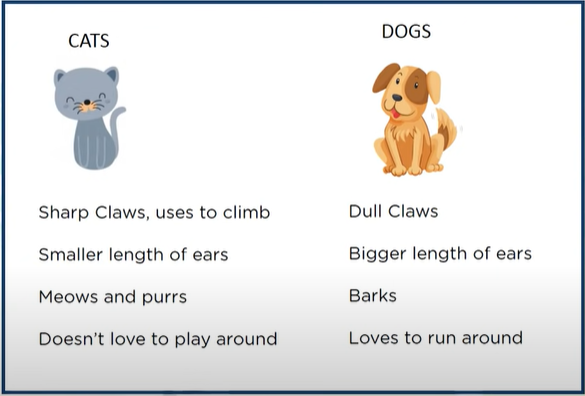 CATS
DOGS
Sharp Claws, uses to climb
Dull Claws
Smaller length of ears
Bigger length of ears
Meows and purrs
Barks
Doesn’t love to play around
Loves to run around